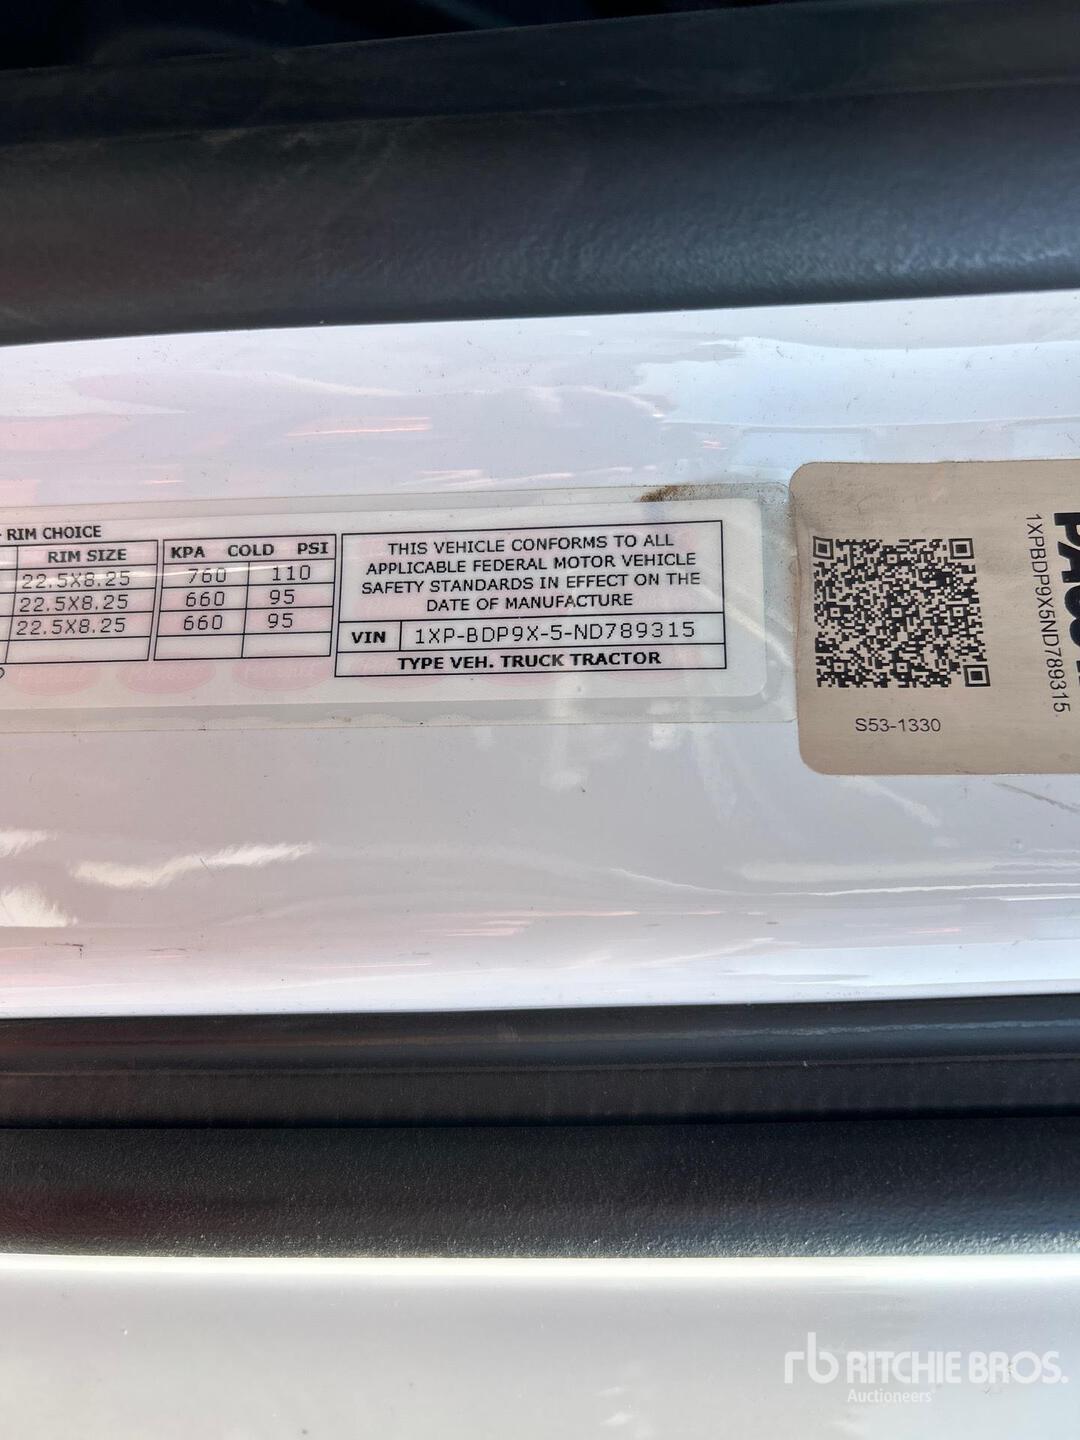 RIM CHOICE
RIM SIZE
22.5X8.25
22.5X8.25
22.5X8.25
KPA COLD PSI
760 110
660 95
660 95
THIS VEHICLE CONFORMS TO ALL
APPLICABLE FEDERAL MOTOR VEHICLE
SAFETY STANDARDS IN EFFECT ON THE
DATE OF MANUFACTURE
VIN 1XP-BDP9X-5-ND789315
TYPE VEH. TRUCK TRACTOR
S53-1330
1XPBDP9X5ND789315
rb RITCHIE BROS.
Auctioneers